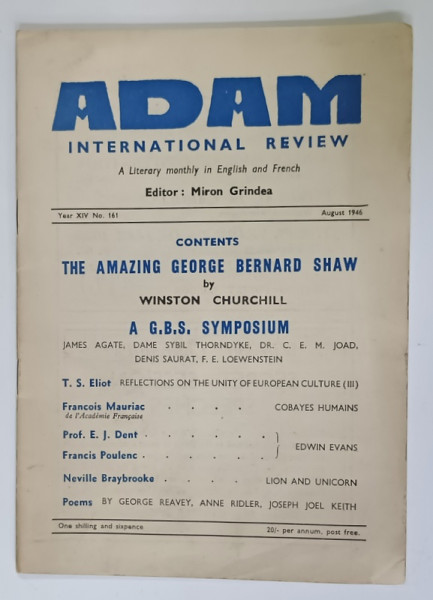 ADAM
INTERNATIONAL REVIEW
A Literary monthly in English and French
Editor: Miron Grindea
Year XIV No. 161 August 1946
CONTENTS
THE AMAZING GEORGE BERNARD SHAW
by
WINSTON CHURCHILL
A G.B.S. SYMPOSIUM
JAMES AGATE, DAME SYBIL THORNDYKE, DR. C. E. M. JOAD,
DENIS SAURAT, F. E. LOEWENSTEIN
T. S. Eliot REFLECTIONS ON THE UNITY OF EUROPEAN CULTURE (III)
Francois Mauriac . . . . COBAYES HUMAINS
de l'Académie Française
Prof. E. J. Dent . . . . . . }
EDWIN EVANS
Francis Poulenc . . . . . . }
Neville Braybrooke . . . . LION AND UNICORN
Poems BY GEORGE REAVEY, ANNE RIDLER, JOSEPH JOEL KEITH
One shilling and sixpence 20/- per annum, post free.